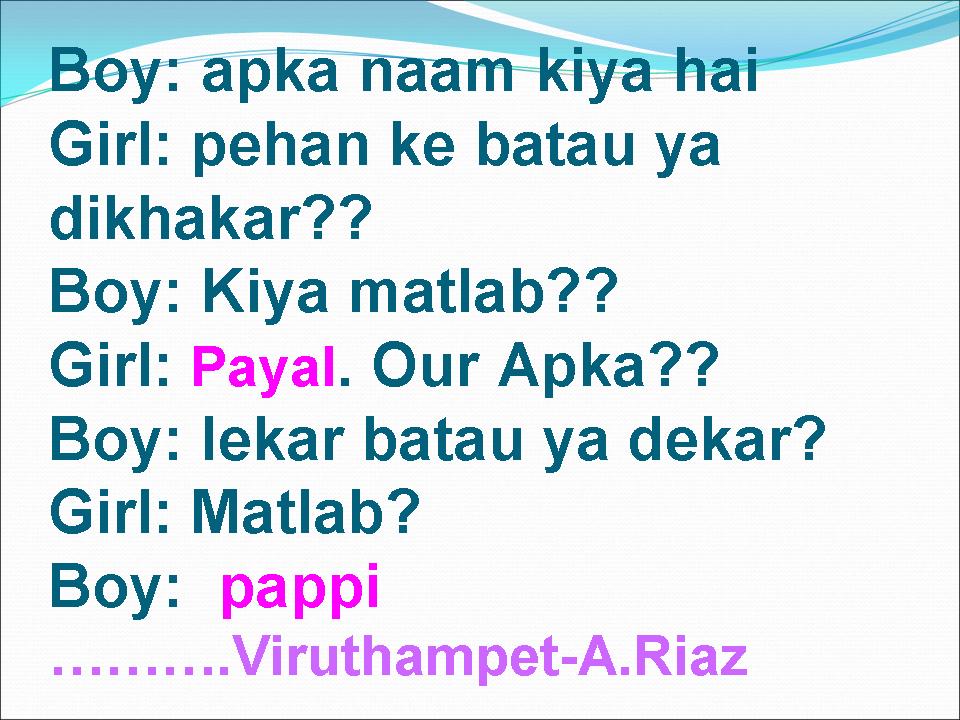 Boy: apka naam kiya hai
Girl: pehan ke batau ya
dikhakar??
Boy: Kiya matlab??
Girl: Payal. Our Apka??
Boy: lekar batau ya dekar?
Girl: Matlab?
Boy:  pappi
……….Viruthampet-A.Riaz